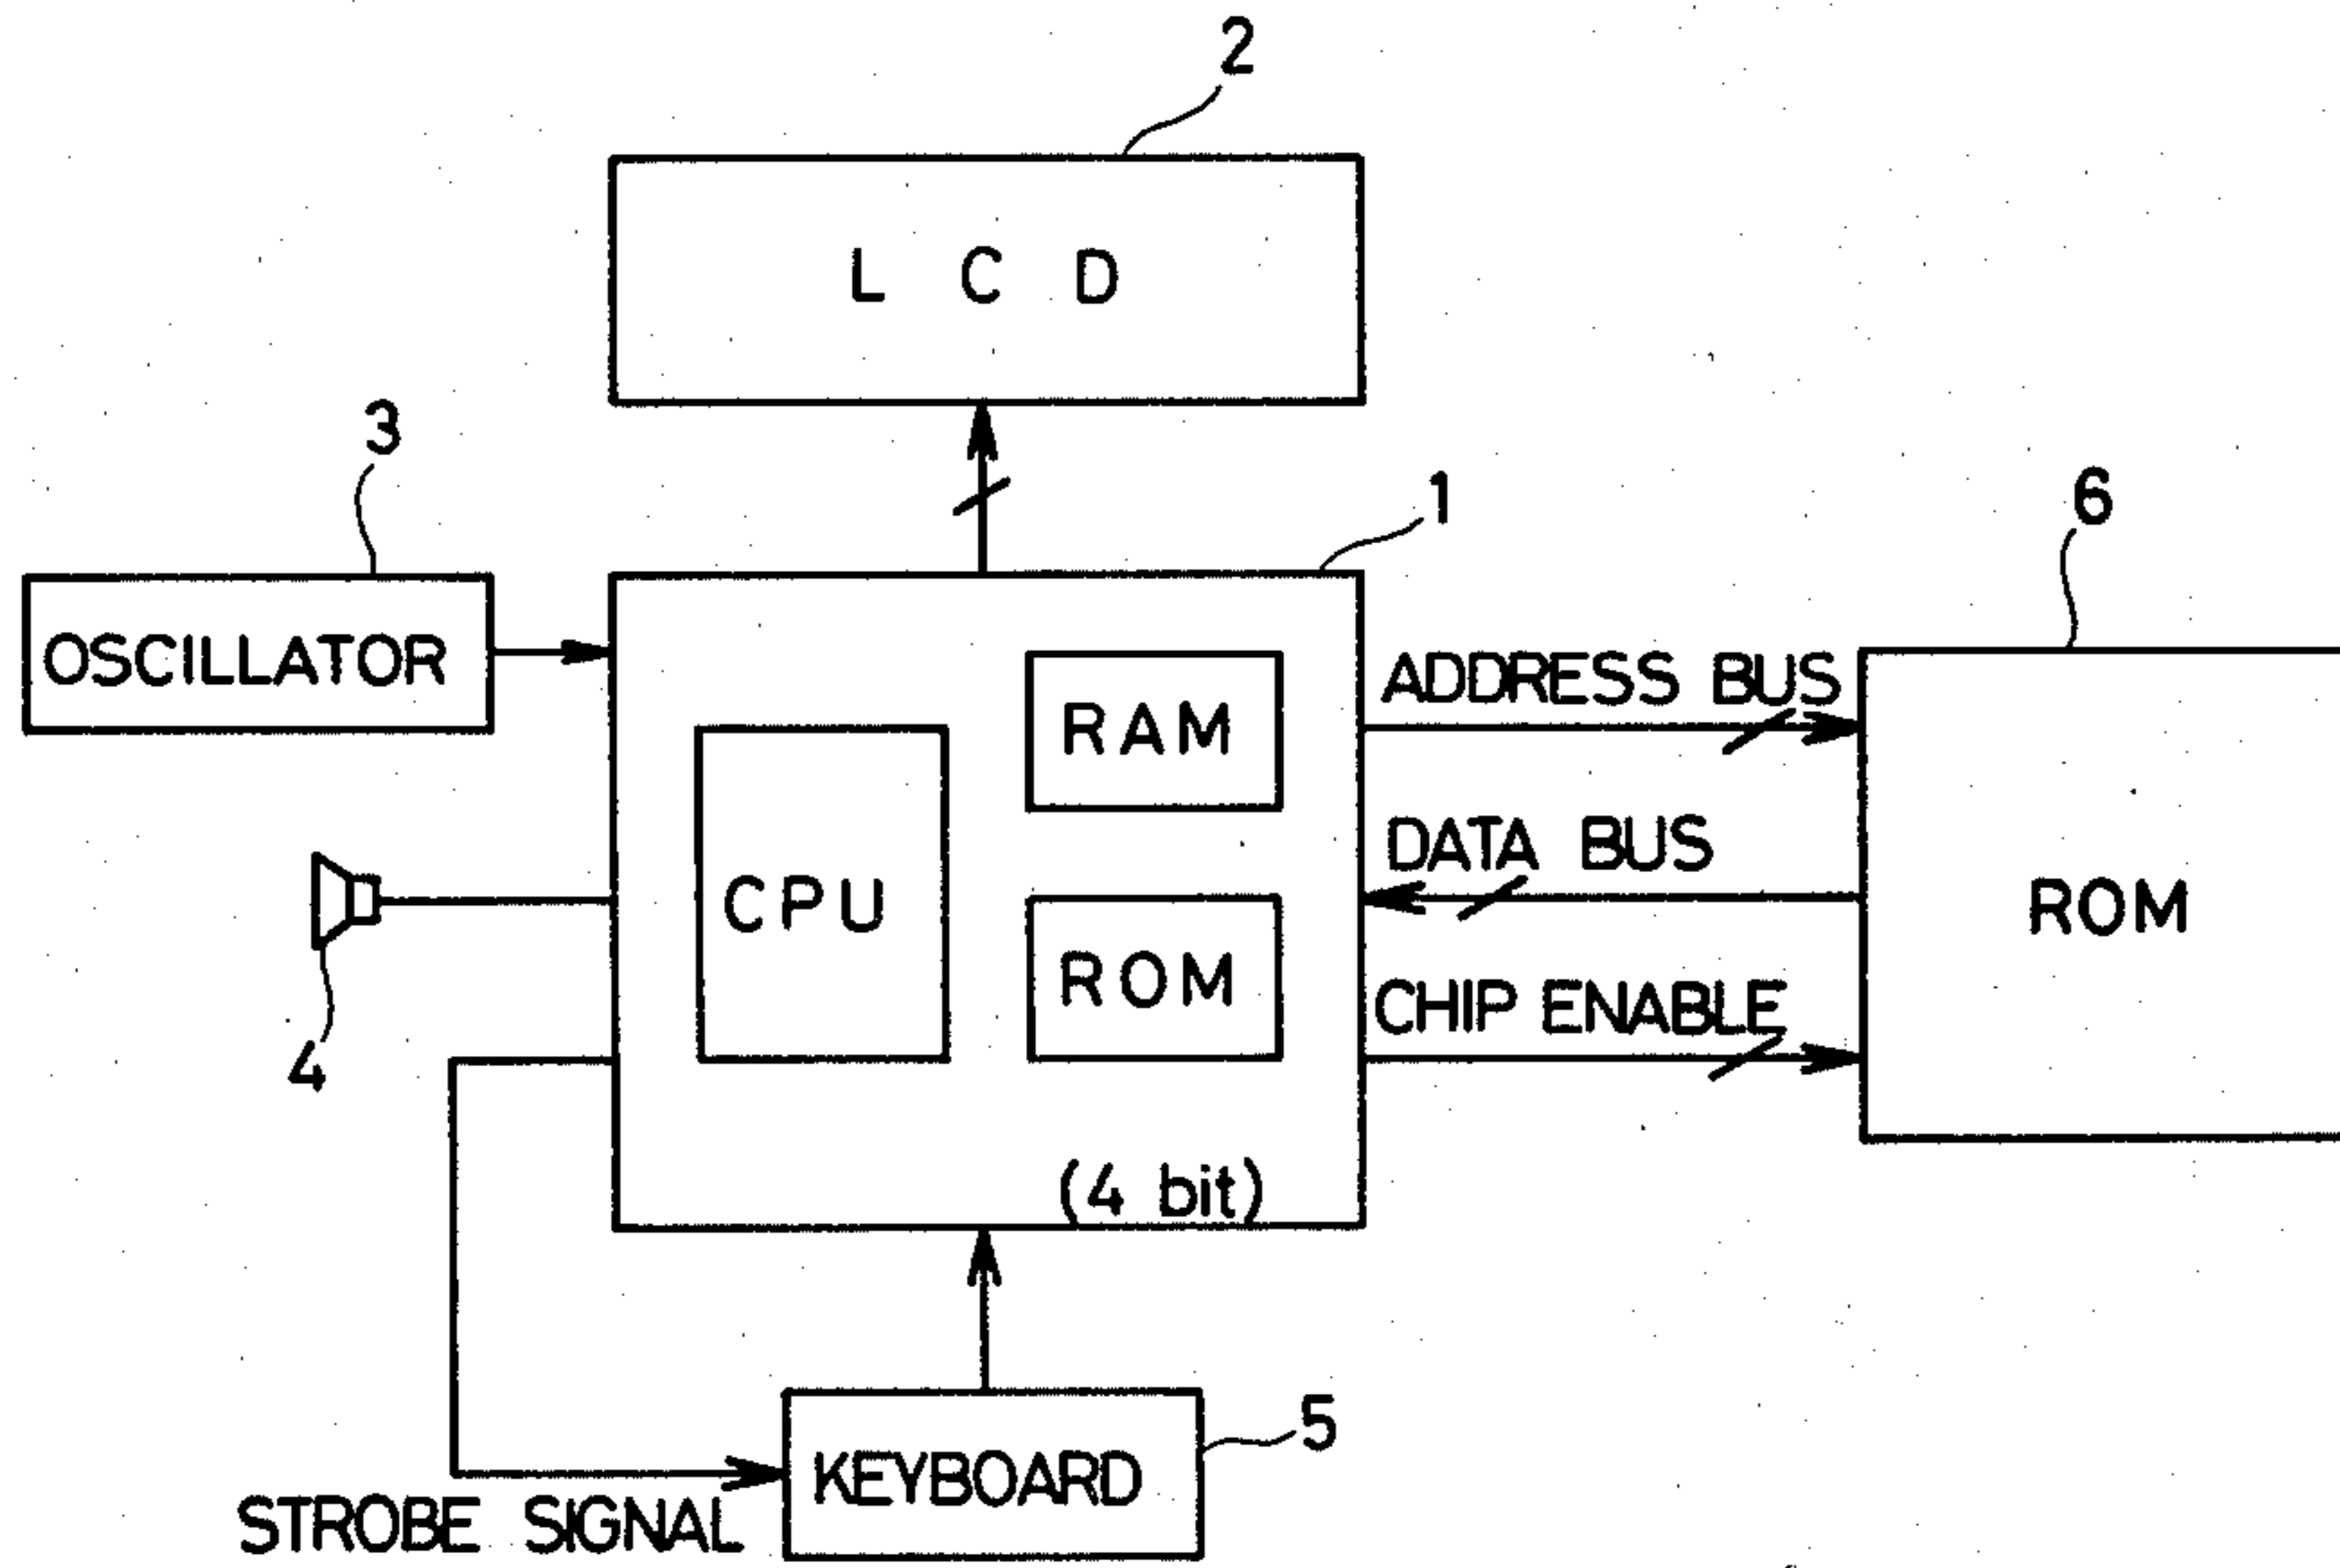 2
L C D
3
1
6
OSCILLATOR
RAM
ADDRESS BUS
CPU
DATA BUS
ROM
ROM
CHIP ENABLE
4
(4 bit)
5
KEYBOARD
STROBE SIGNAL